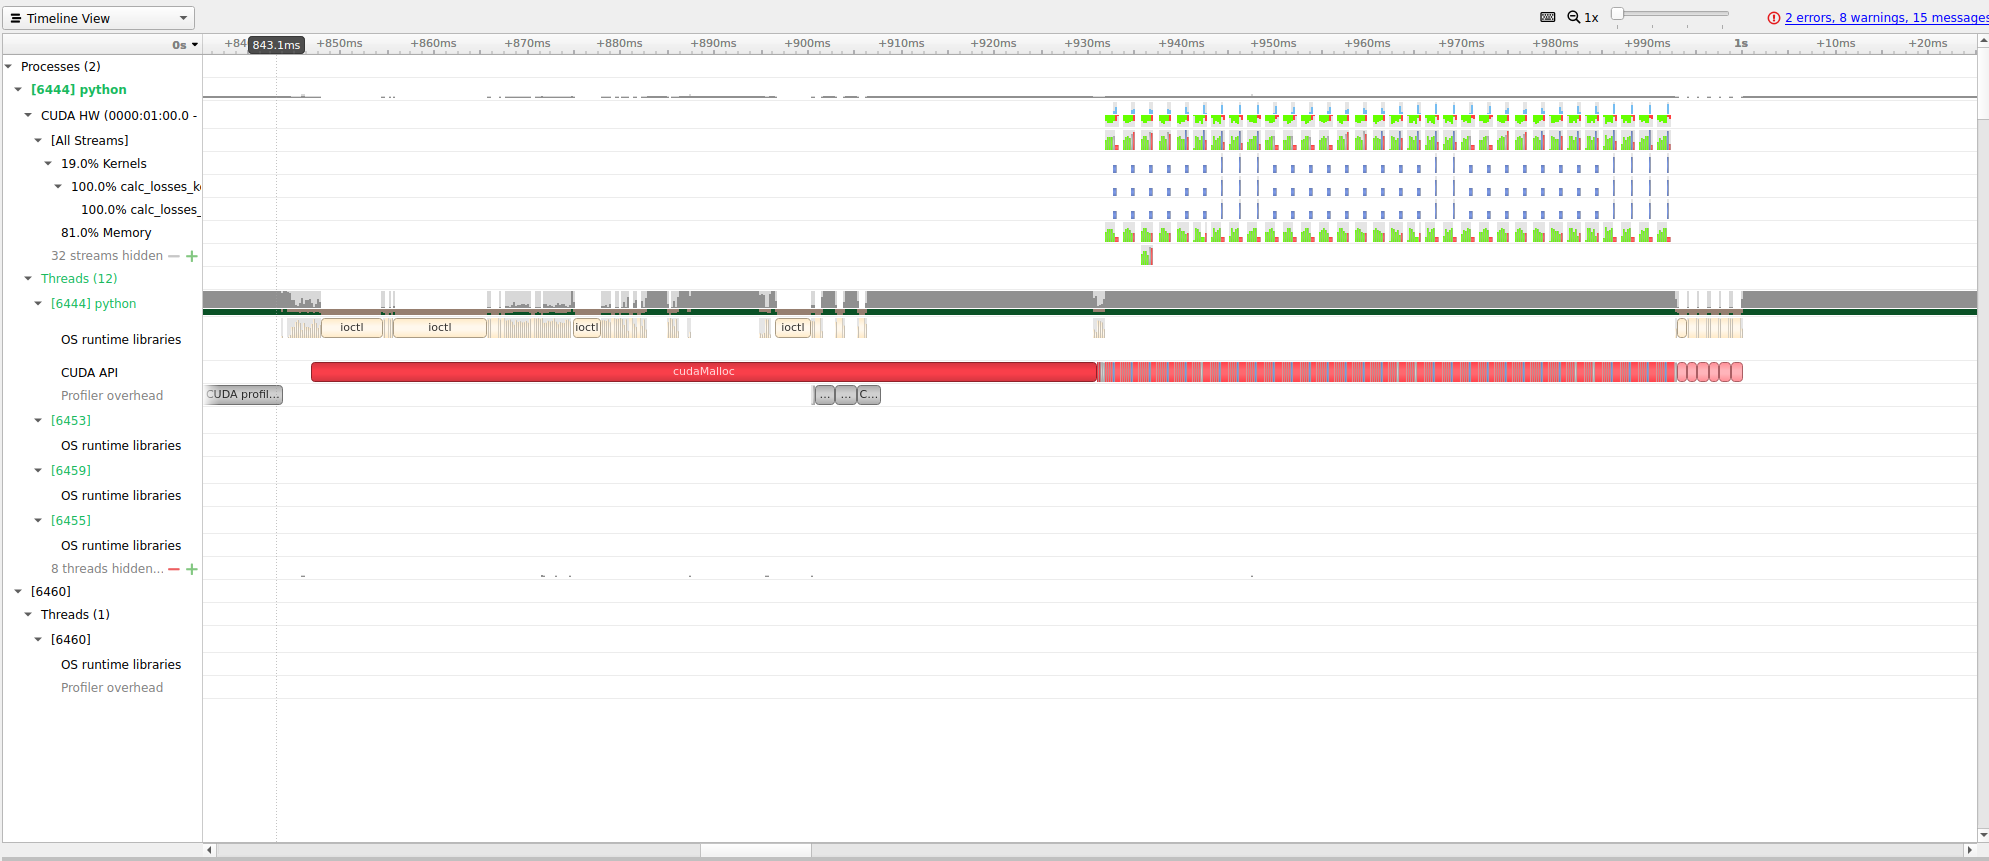 Timeline View
1x
2 errors, 8 warnings, 15 messages
0s
+84 843.1ms +850ms +860ms +870ms +880ms +890ms +900ms +910ms +920ms +930ms +940ms +950ms +960ms +970ms +980ms +990ms 1s +10ms +20ms
Processes (2)
[6444] python
CUDA HW (0000:01:00.0 -
[All Streams]
19.0% Kernels
100.0% calc_losses_k
100.0% calc_losses_
81.0% Memory
32 streams hidden
Threads (12)
[6444] python
OS runtime libraries
ioctl ioctl ioctl ioctl
CUDA API
cudaMalloc
Profiler overhead
CUDA profil... ... ... C...
[6453]
OS runtime libraries
[6459]
OS runtime libraries
[6455]
OS runtime libraries
8 threads hidden...
[6460]
Threads (1)
[6460]
OS runtime libraries
Profiler overhead